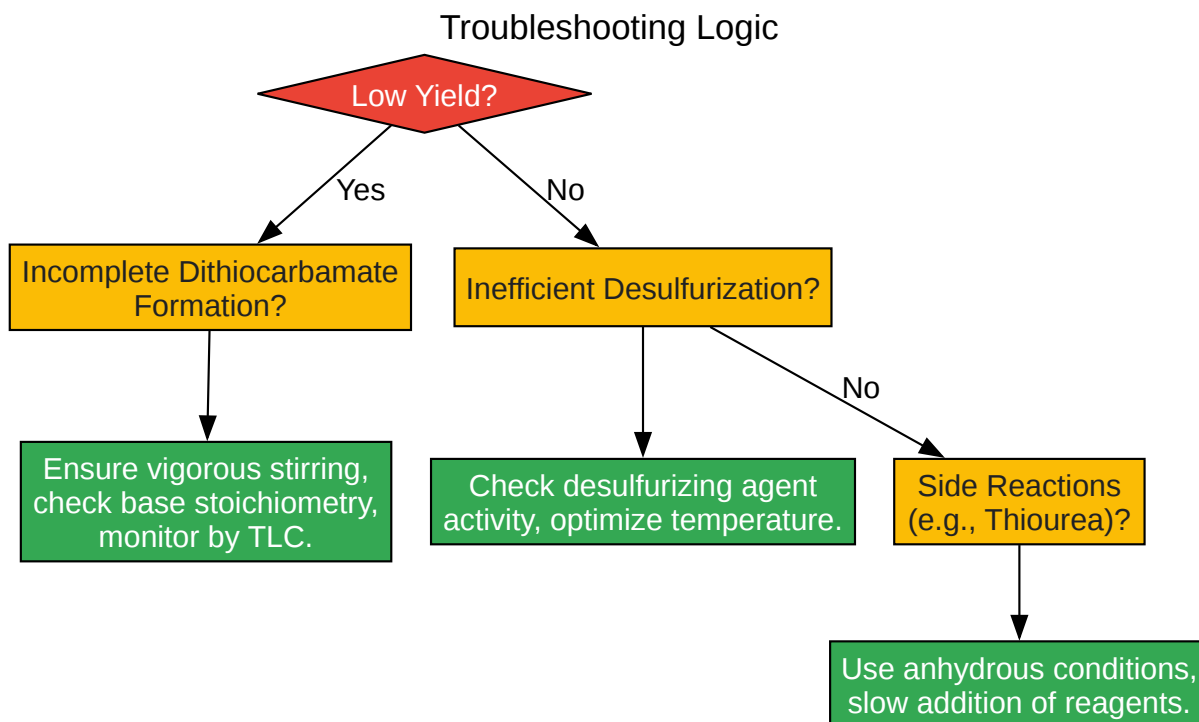 Troubleshooting Logic
Low Yield?
Yes
No
Incomplete Dithiocarbamate
Formation?
Inefficient Desulfurization?
No
Ensure vigorous stirring,
check base stoichiometry,
monitor by TLC.
Check desulfurizing agent
activity, optimize temperature.
Side Reactions
(e.g., Thiourea)?
Use anhydrous conditions,
slow addition of reagents.